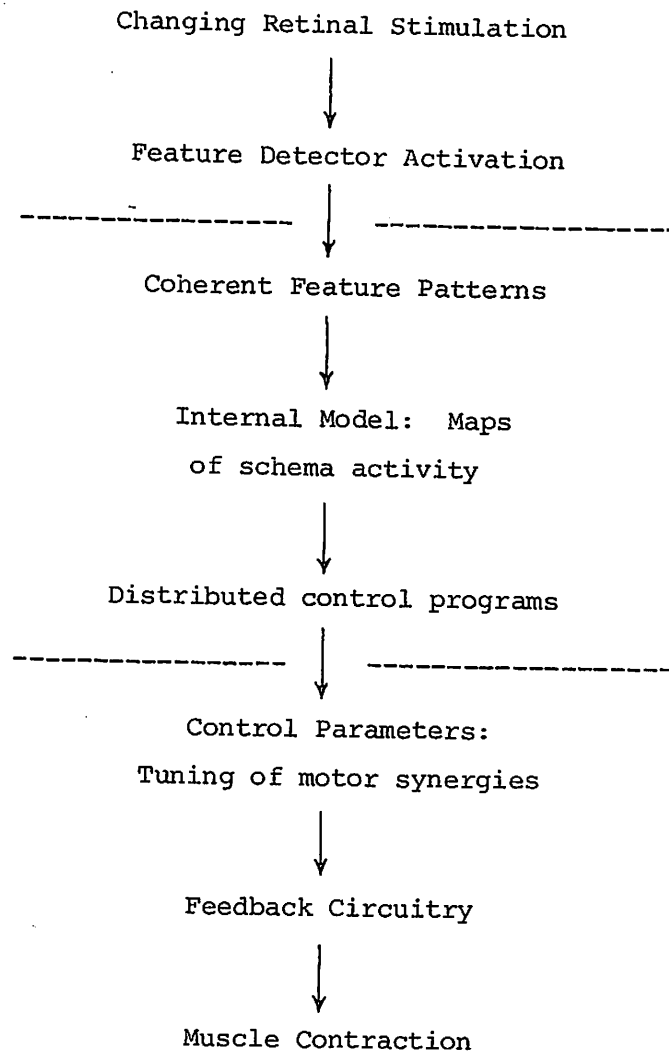 Changing Retinal Stimulation
Feature Detector Activation
Coherent Feature Patterns
Internal Model: Maps
of schema activity
Distributed control programs
Control Parameters:
Tuning of motor synergies
Feedback Circuitry
Muscle Contraction